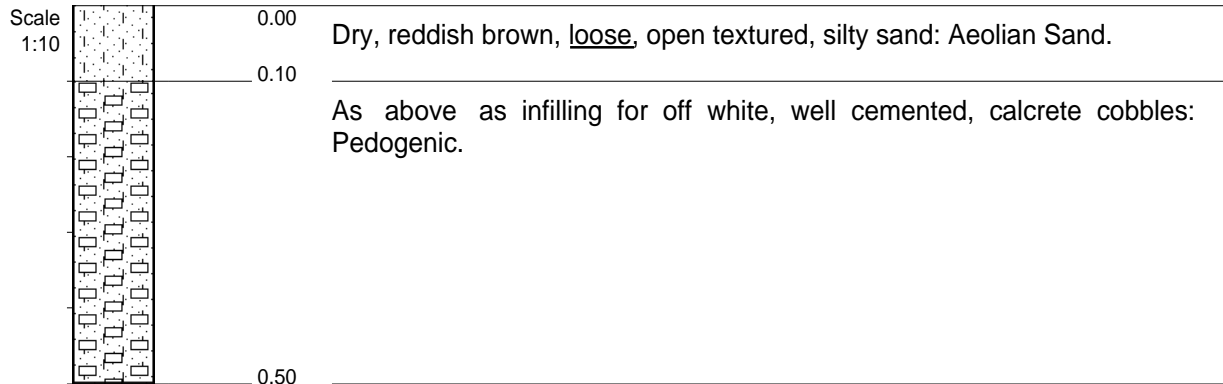 Scale
1:10
0.00
Dry, reddish brown, loose, open textured, silty sand: Aeolian Sand.
0.10
As above as infilling for off white, well cemented, calcrete cobbles:
Pedogenic.
0.50